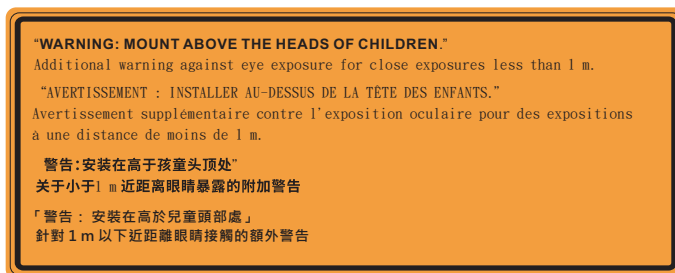 “WARNING: MOUNT ABOVE THE HEADS OF CHILDREN.”
Additional warning against eye exposure for close exposures less than 1 m.
“AVERTISSEMENT : INSTALLER AU-DESSUS DE LA TÊTE DES ENFANTS.”
Avertissement supplémentaire contre l'exposition oculaire pour des expositions
à une distance de moins de 1 m.
警告:安装在高于孩童头顶处”
关于小于1 m 近距离眼睛暴露的附加警告
「警告： 安裝在高於兒童頭部處」
針對 1 m 以下近距離眼睛接觸的額外警告